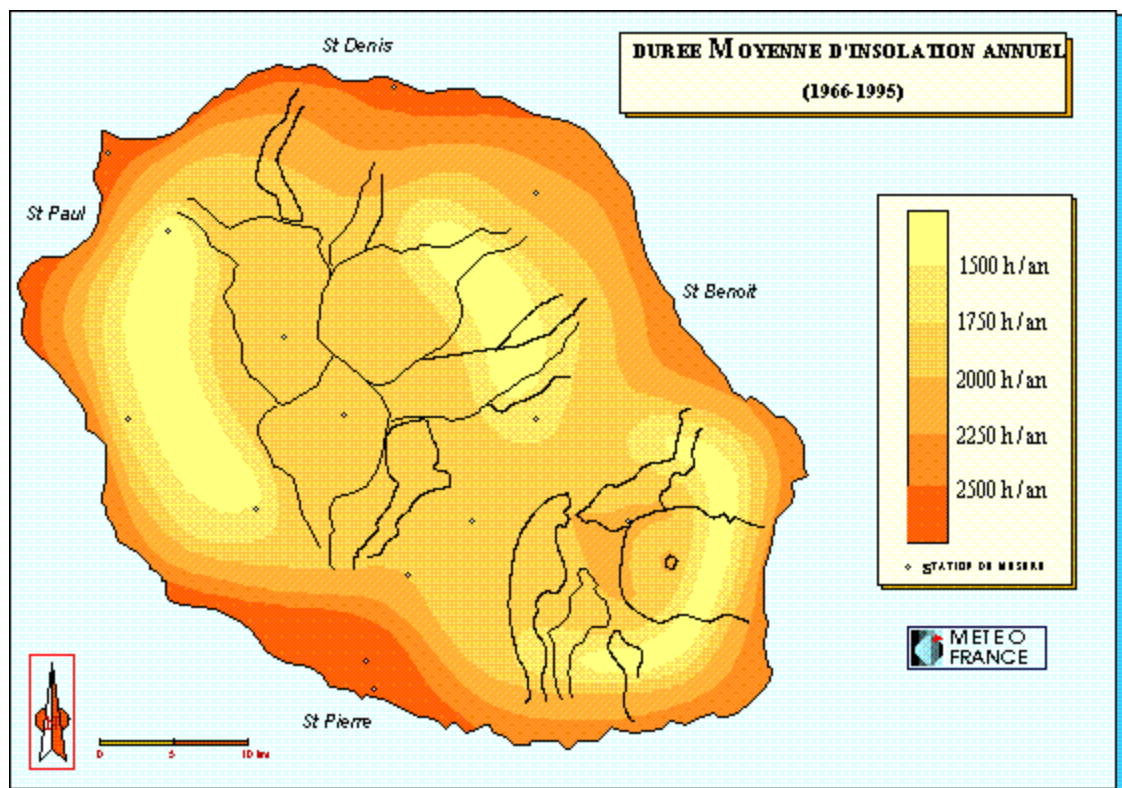 St Denis
DUREE MOYENNE D'INSOLATION ANNUEL
(1966-1995)
St Paul
St Benoit
1500 h/an
1750 h/an
2000 h/an
2250 h/an
2500 h/an
STATION DE MESURE
METEO
FRANCE
St Pierre
0 5 10 km